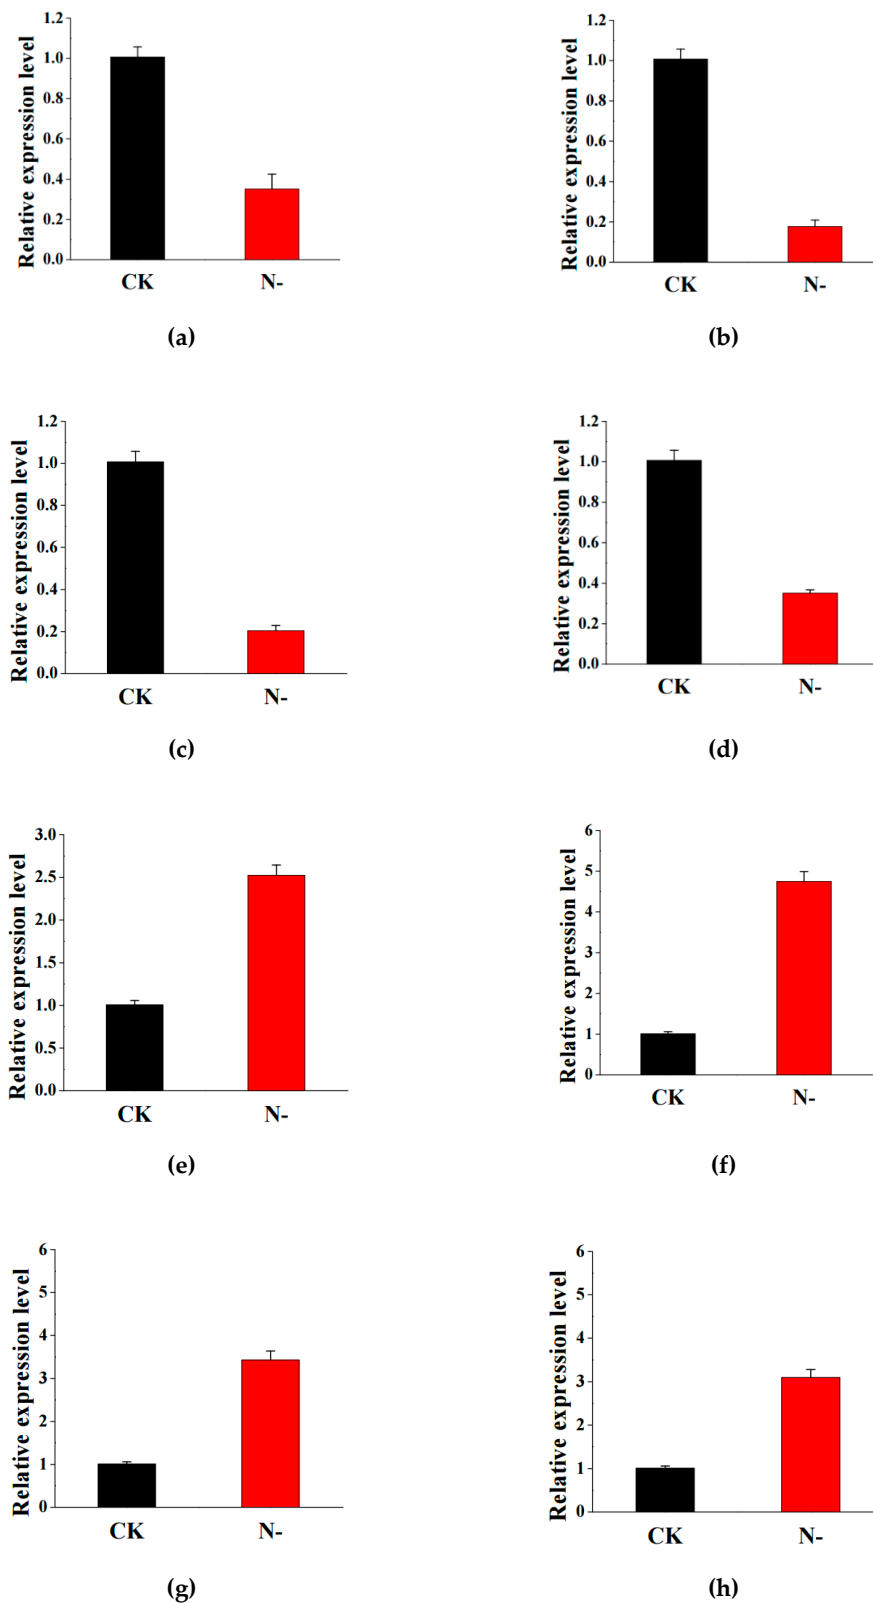 Relative expression level
1.2
1.0
0.8
0.6
0.4
0.2
0.0
CK N-
(a)
Relative expression level
1.2
1.0
0.8
0.6
0.4
0.2
0.0
CK N-
(b)
Relative expression level
1.2
1.0
0.8
0.6
0.4
0.2
0.0
CK N-
(c)
Relative expression level
1.2
1.0
0.8
0.6
0.4
0.2
0.0
CK N-
(d)
Relative expression level
3.0
2.5
2.0
1.5
1.0
0.5
0.0
CK N-
(e)
Relative expression level
6
5
4
3
2
1
0
CK N-
(f)
Relative expression level
6
5
4
3
2
1
0
CK N-
(g)
Relative expression level
6
5
4
3
2
1
0
CK N-
(h)